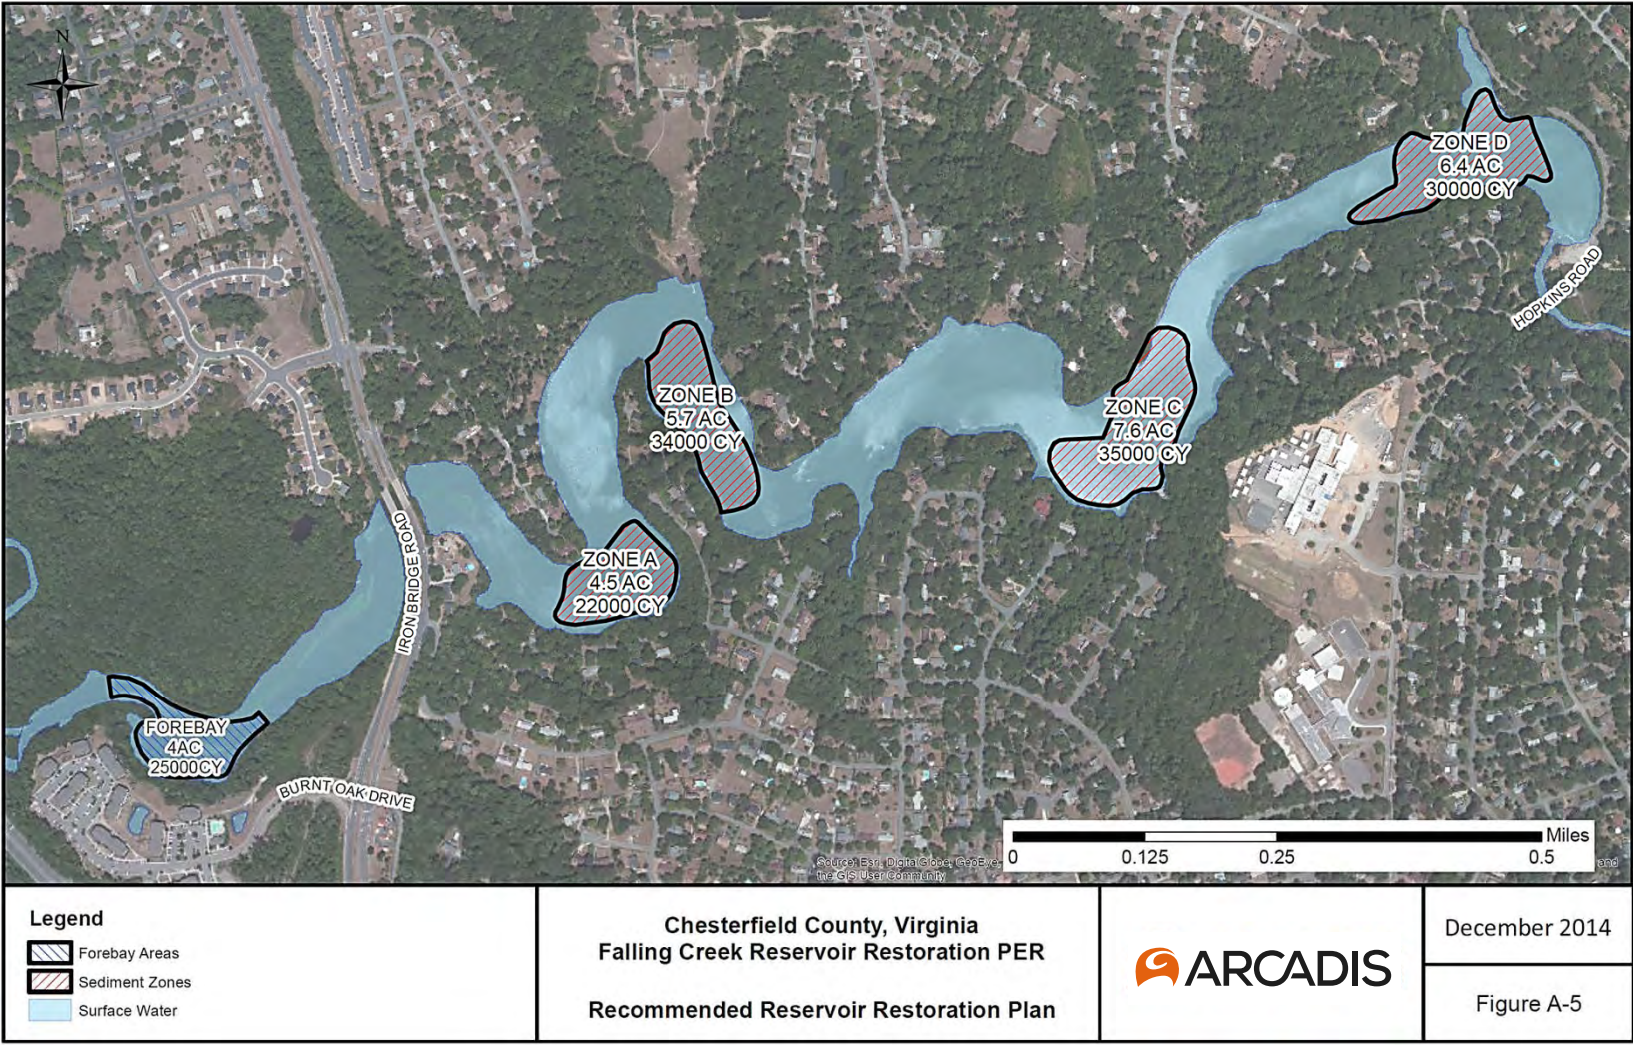 N
ZONE D
6.4 AC
30000 CY
HOPKINS ROAD
ZONE B
5.7 AC
34000 CY
ZONE C
7.6 AC
35000 CY
IRON BRIDGE ROAD
ZONE A
4.5 AC
22000 CY
FOREBAY
4AC
25000CY
BURNT OAK DRIVE
Miles
0 0.125 0.25 0.5
Source: Esri, DigitalGlobe, GeoEye, and
the GIS User Community
Legend
Forebay Areas
Sediment Zones
Surface Water
Chesterfield County, Virginia
Falling Creek Reservoir Restoration PER
Recommended Reservoir Restoration Plan
ARCADIS
December 2014
Figure A-5